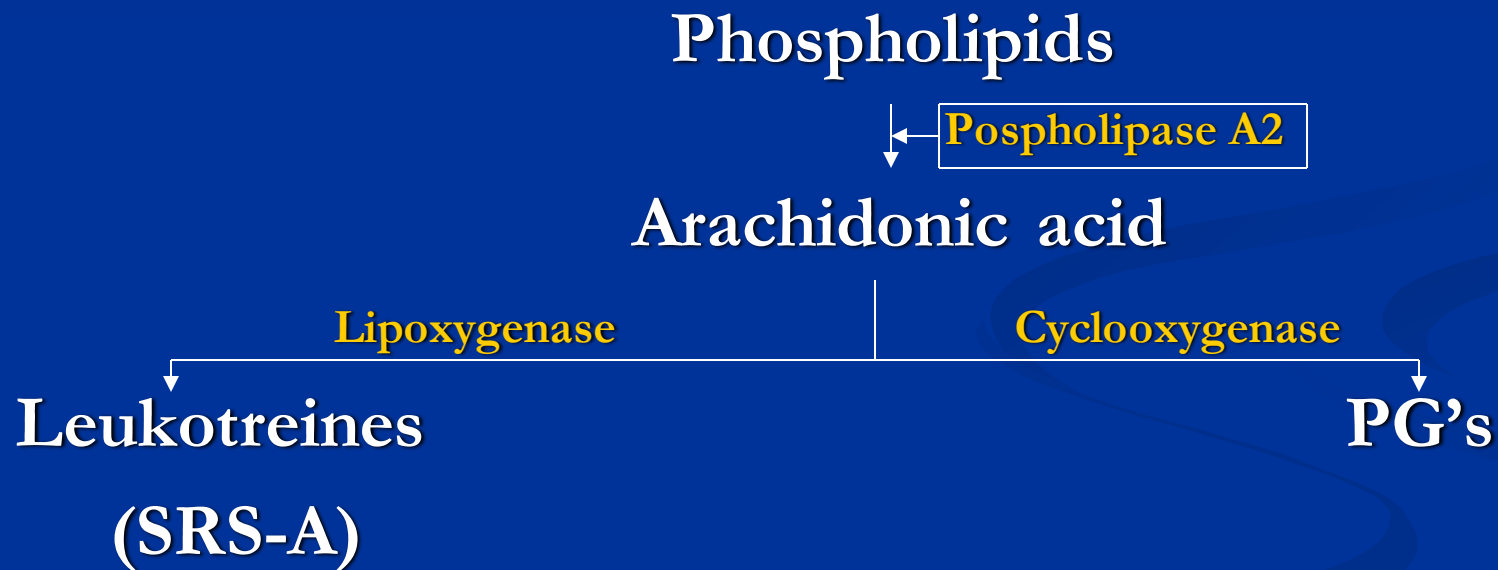 Phospholipids
Pospholipase A2
Arachidonic acid
Lipoxygenase
Cyclooxygenase
Leukotreines
PG’s
(SRS-A)